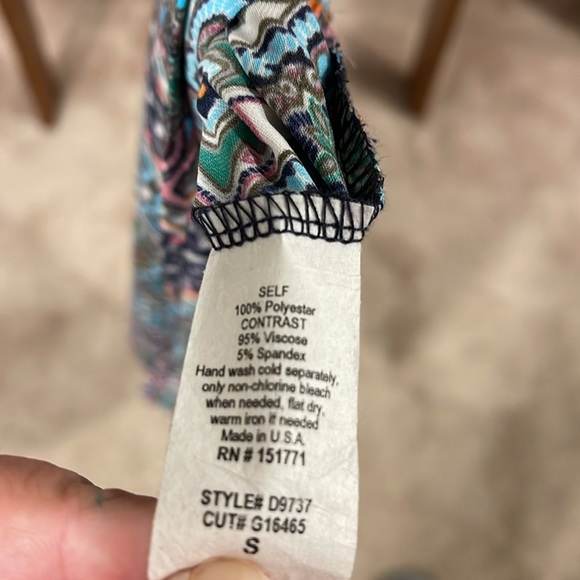 SELF
100% Polyester
CONTRAST
95% Viscose
5% Spandex
Hand wash cold separately,
only non-chlorine bleach
when needed, flat dry,
warm iron if needed
Made in U.S.A.
RN # 151771
STYLE# D9737
CUT# G16465
S